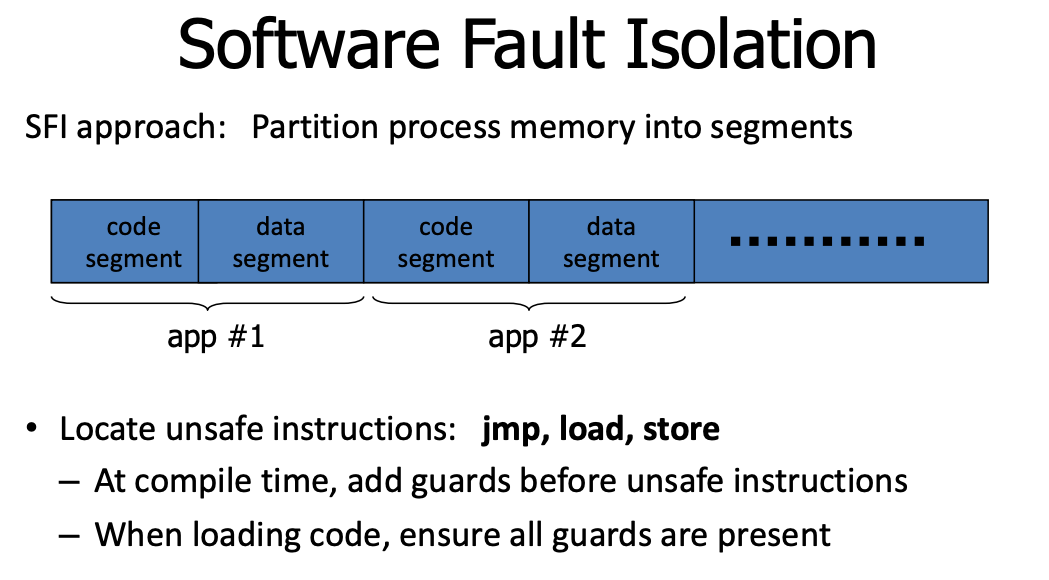 Software Fault Isolation
SFI approach: Partition process memory into segments
code segment
data segment
code segment
data segment
...........
app #1
app #2
• Locate unsafe instructions: jmp, load, store
– At compile time, add guards before unsafe instructions
– When loading code, ensure all guards are present